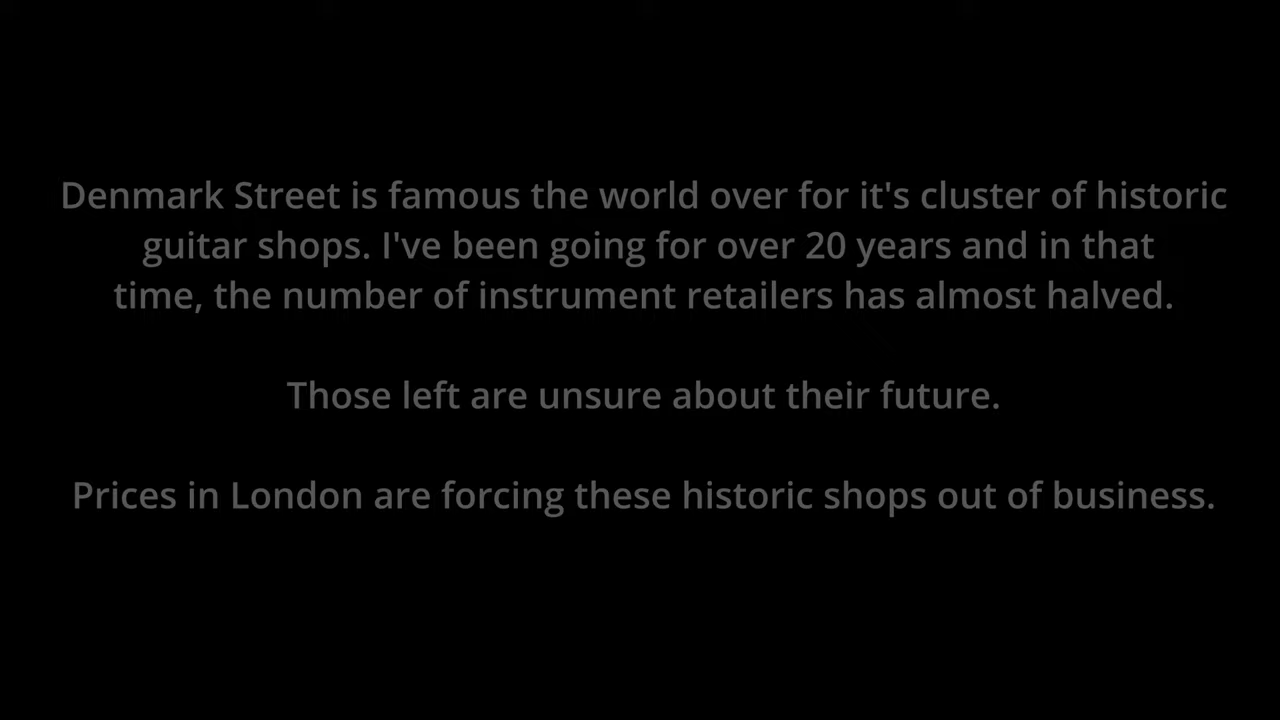 Denmark Street is famous the world over for it's cluster of historic
guitar shops. I've been going for over 20 years and in that
time, the number of instrument retailers has almost halved.
Those left are unsure about their future.
Prices in London are forcing these historic shops out of business.